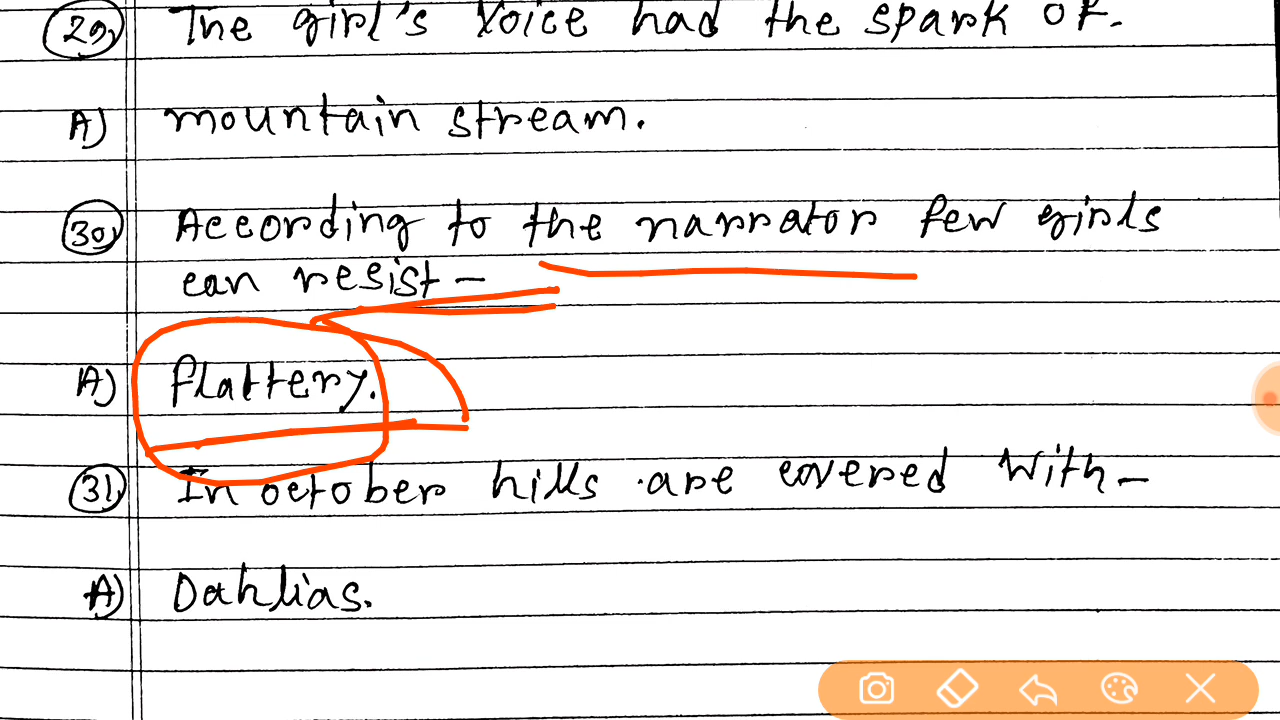 29) The girl's Voice had the spark of.
A) mountain stream.
30) According to the narrator few girls
can resist -
A) flattery.
31) In october hills are covered with -
A) Dahlias.